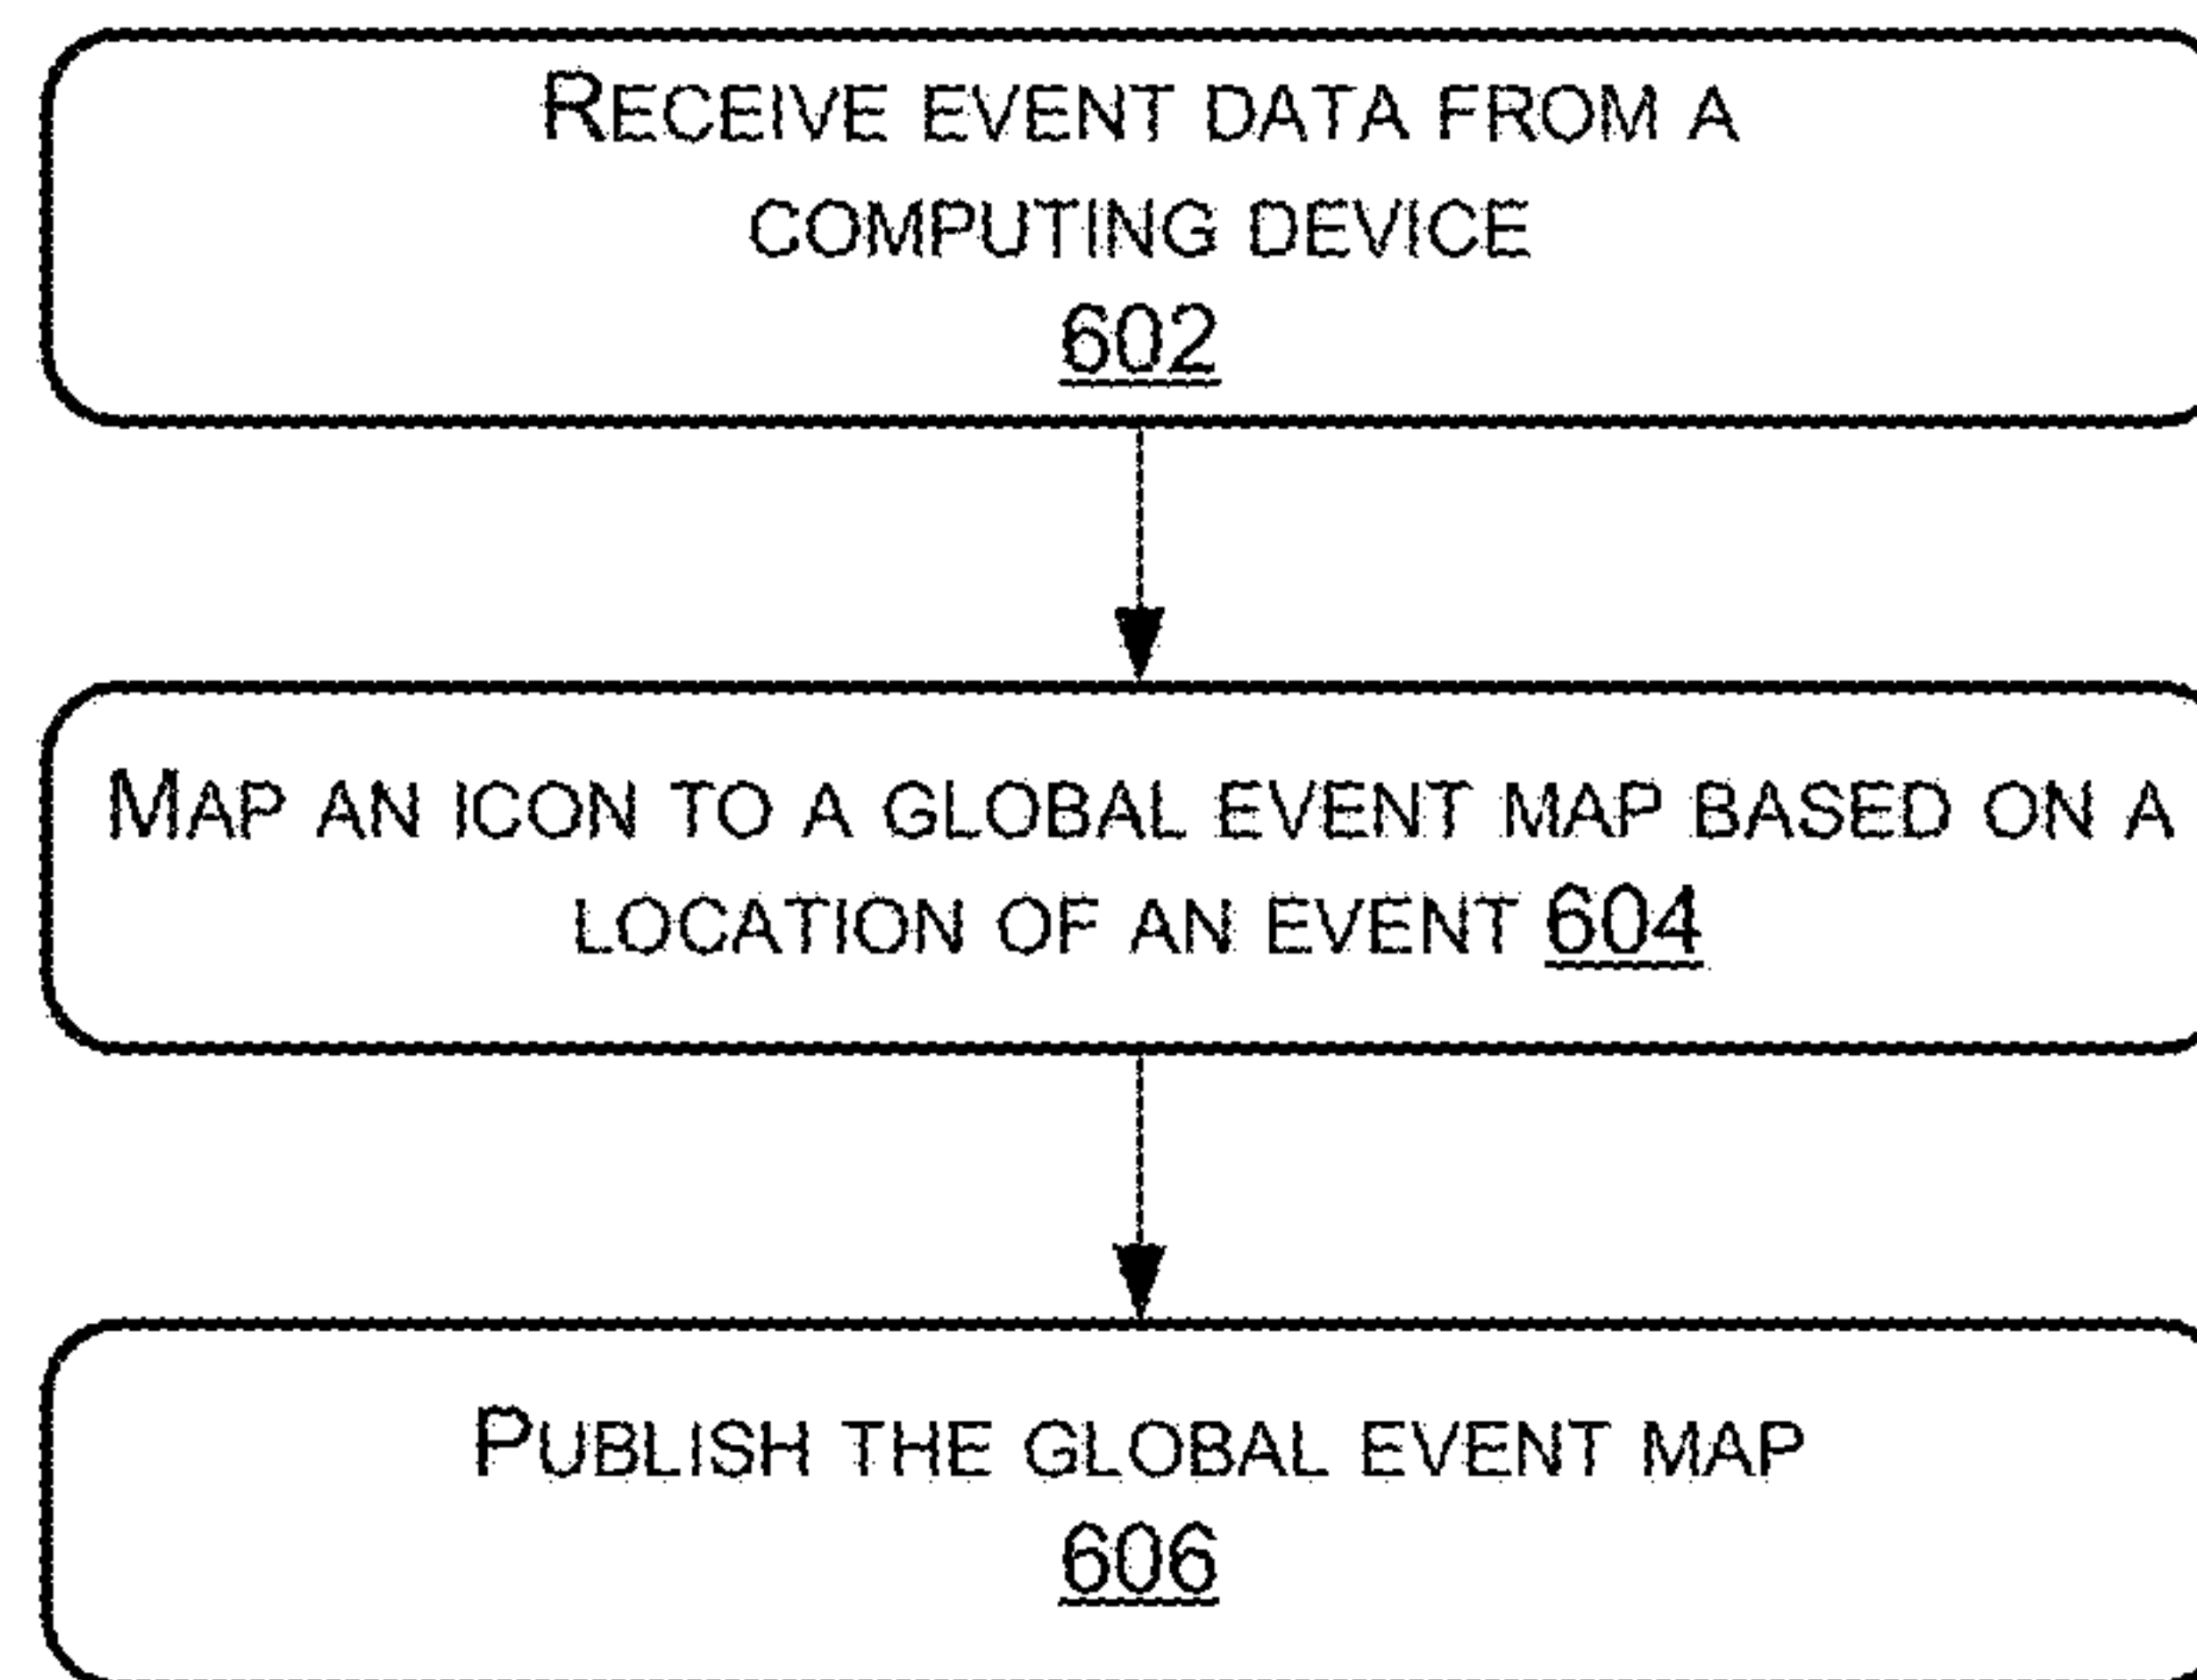 RECEIVE EVENT DATA FROM A
COMPUTING DEVICE
602
MAP AN ICON TO A GLOBAL EVENT MAP BASED ON A
LOCATION OF AN EVENT 604
PUBLISH THE GLOBAL EVENT MAP
606